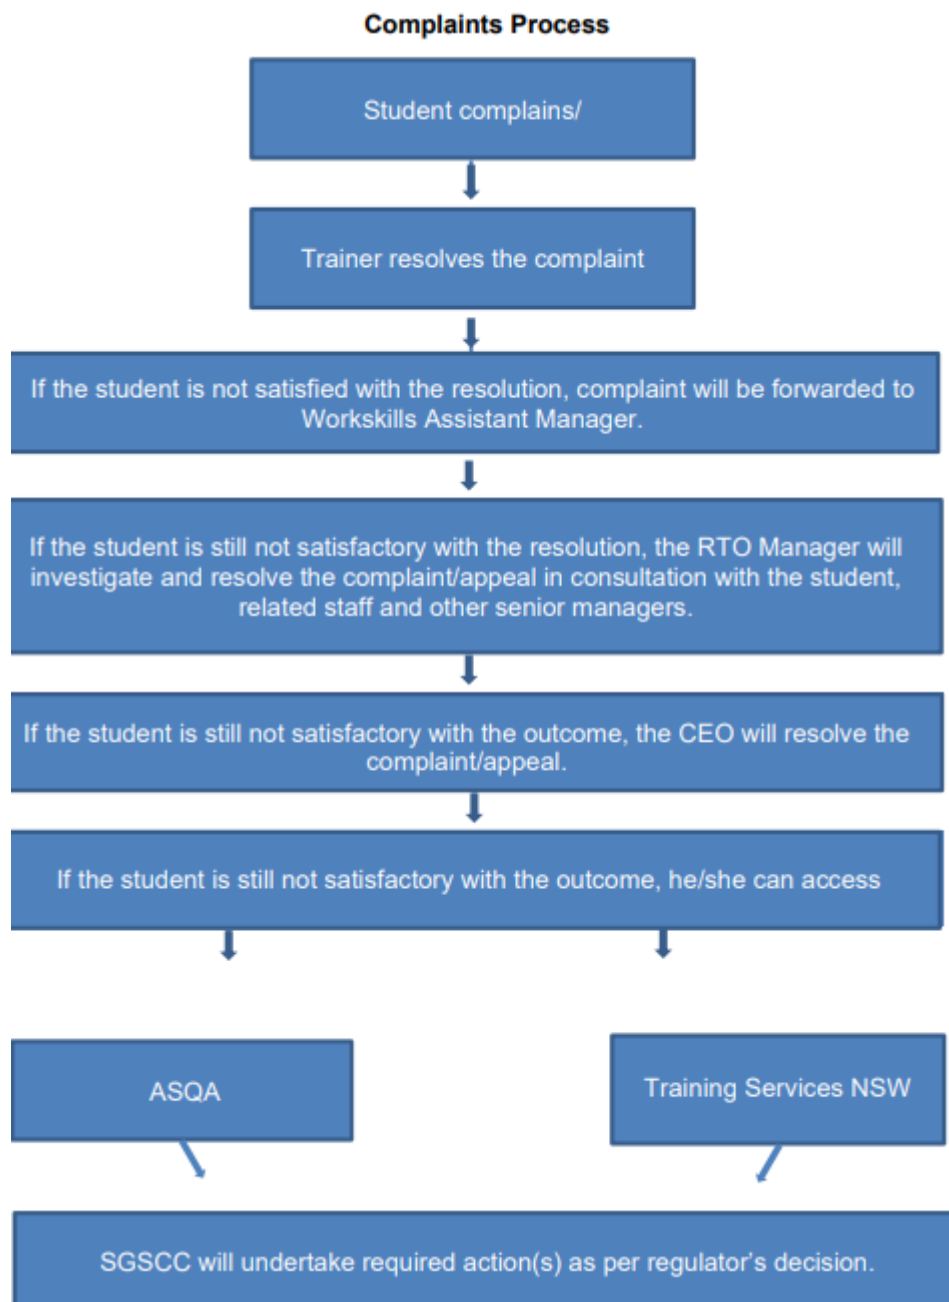 Complaints Process
Student complains/
Trainer resolves the complaint
If the student is not satisfied with the resolution, complaint will be forwarded to
Workskills Assistant Manager.
If the student is still not satisfactory with the resolution, the RTO Manager will
investigate and resolve the complaint/appeal in consultation with the student,
related staff and other senior managers.
If the student is still not satisfactory with the outcome, the CEO will resolve the
complaint/appeal.
If the student is still not satisfactory with the outcome, he/she can access
ASQA
Training Services NSW
SGSCC will undertake required action(s) as per regulator’s decision.